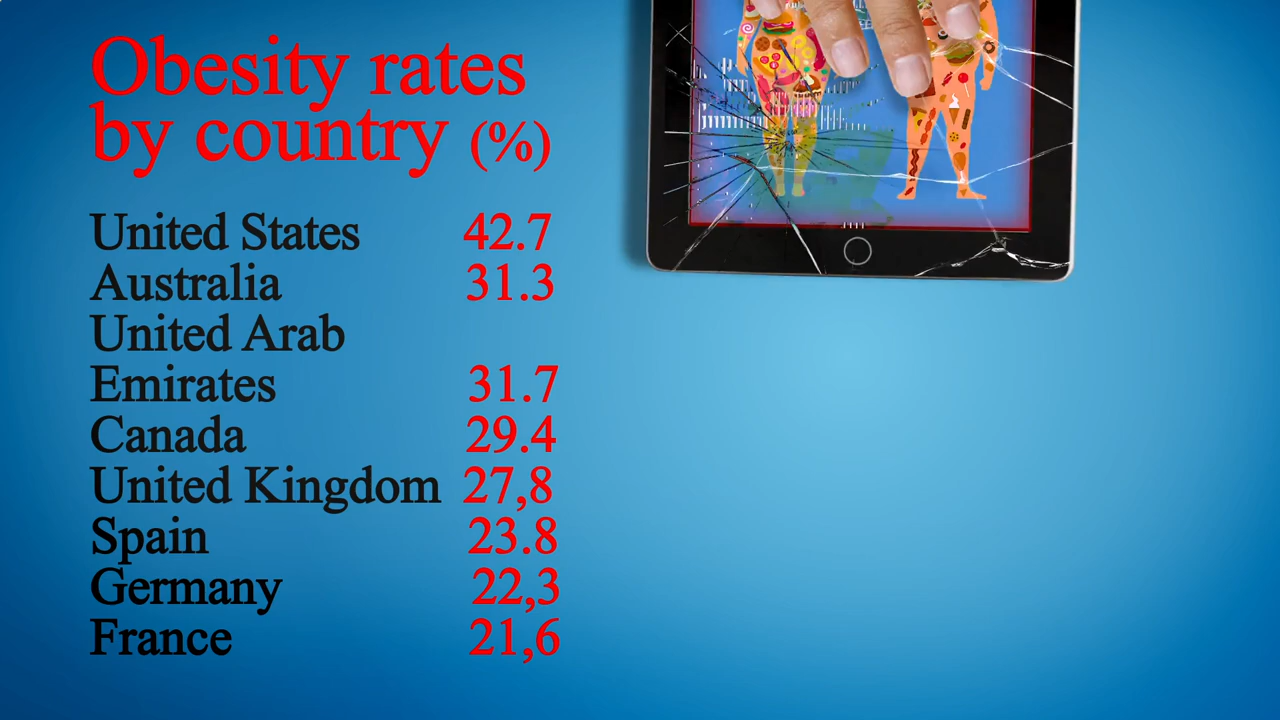 Obesity rates
by country (%)
United States 42.7
Australia 31.3
United Arab
Emirates 31.7
Canada 29.4
United Kingdom 27,8
Spain 23.8
Germany 22,3
France 21,6